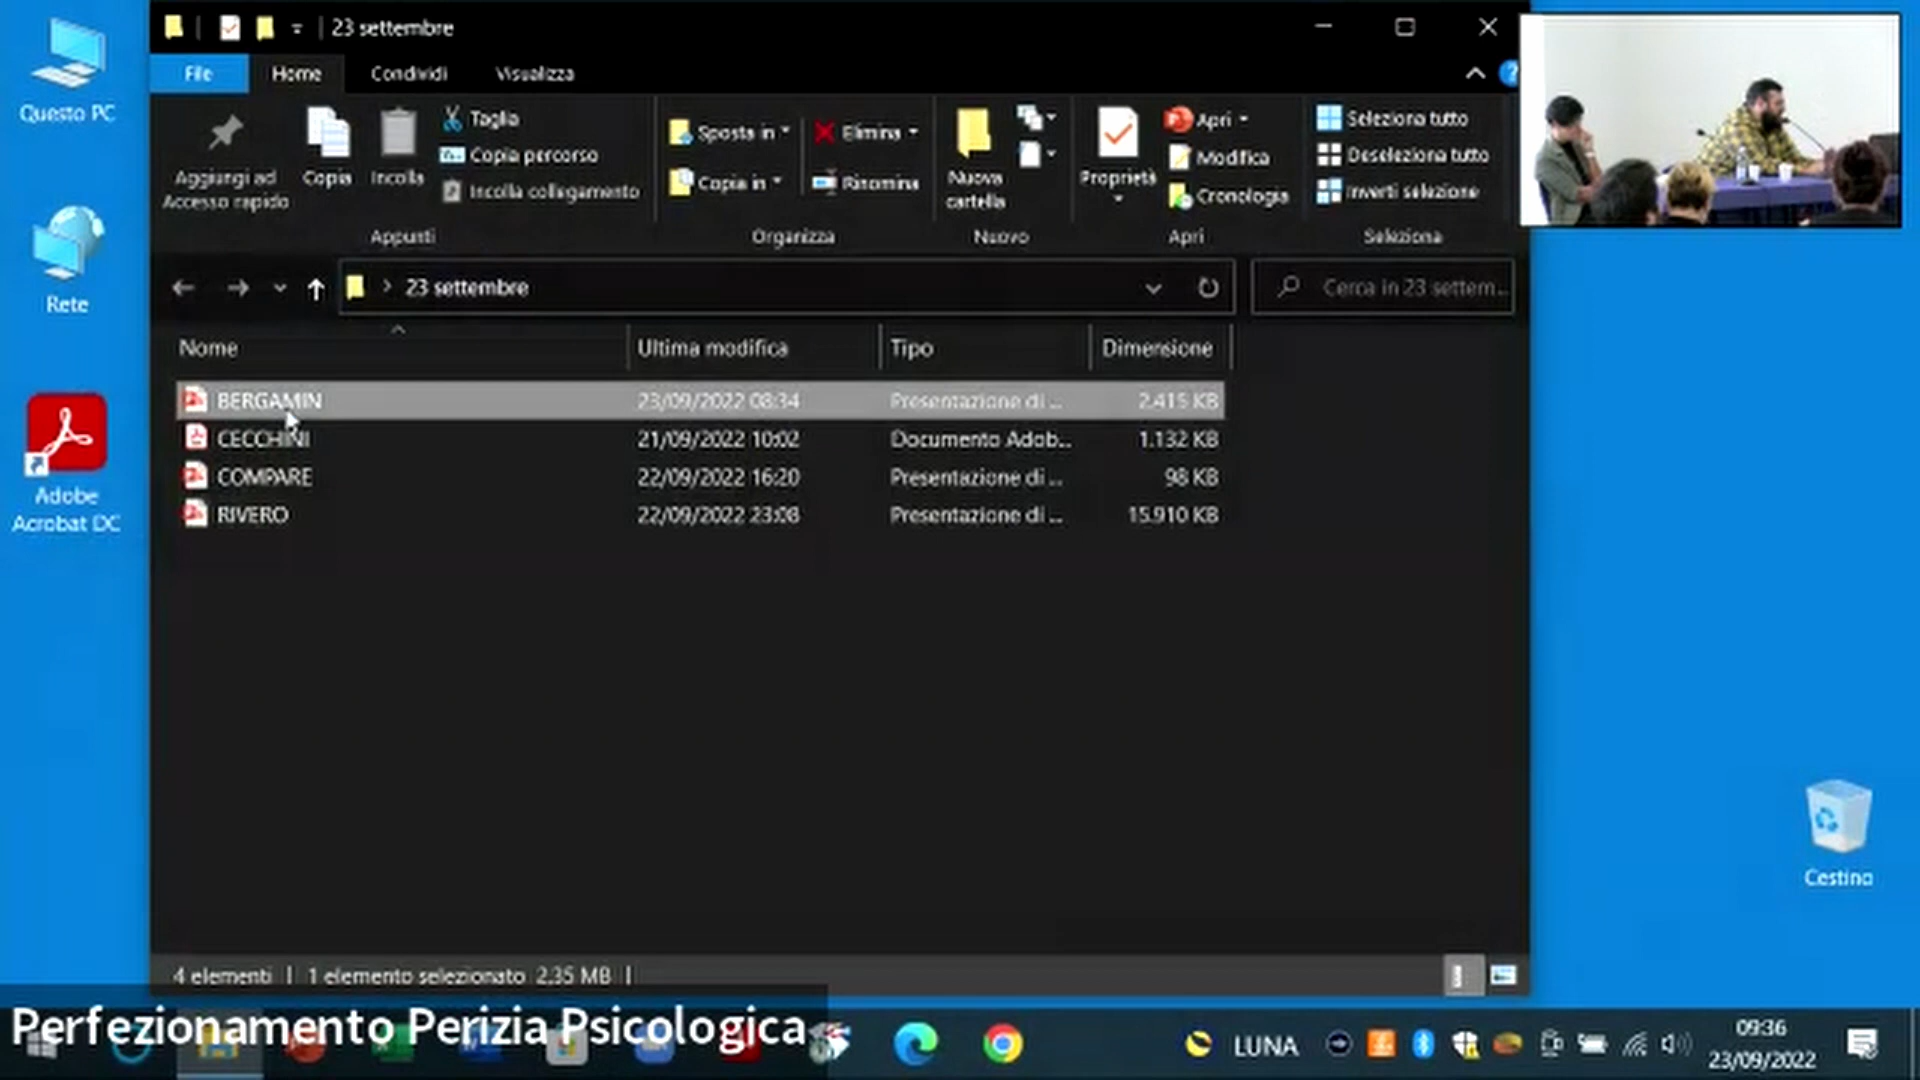 23 settembre
File Home Condividi Visualizza
Questo PC
Aggiungi ad
Accesso rapido
Copia
Incolla
Taglia
Copia percorso
Incolla collegamento
Appunti
Sposta in
Copia in
Elimina
Rinomina
Organizza
Nuova
cartella
Nuovo
Proprietà
Apri
Modifica
Cronologia
Apri
Seleziona tutto
Deseleziona tutto
Inverti selezione
Seleziona
Rete
23 settembre
Cerca in 23 settem...
Nome Ultima modifica Tipo Dimensione
BERGAMIN 23/09/2022 08:34 Presentazione di ... 2.415 KB
CECCHINI 21/09/2022 10:02 Documento Adob... 1.132 KB
COMPARE 22/09/2022 16:20 Presentazione di ... 98 KB
RIVERO 22/09/2022 23:08 Presentazione di ... 15.910 KB
Adobe
Acrobat DC
Cestino
4 elementi 1 elemento selezionato 2,35 MB
Perfezionamento Perizia Psicologica
LUNA
09:36
23/09/2022